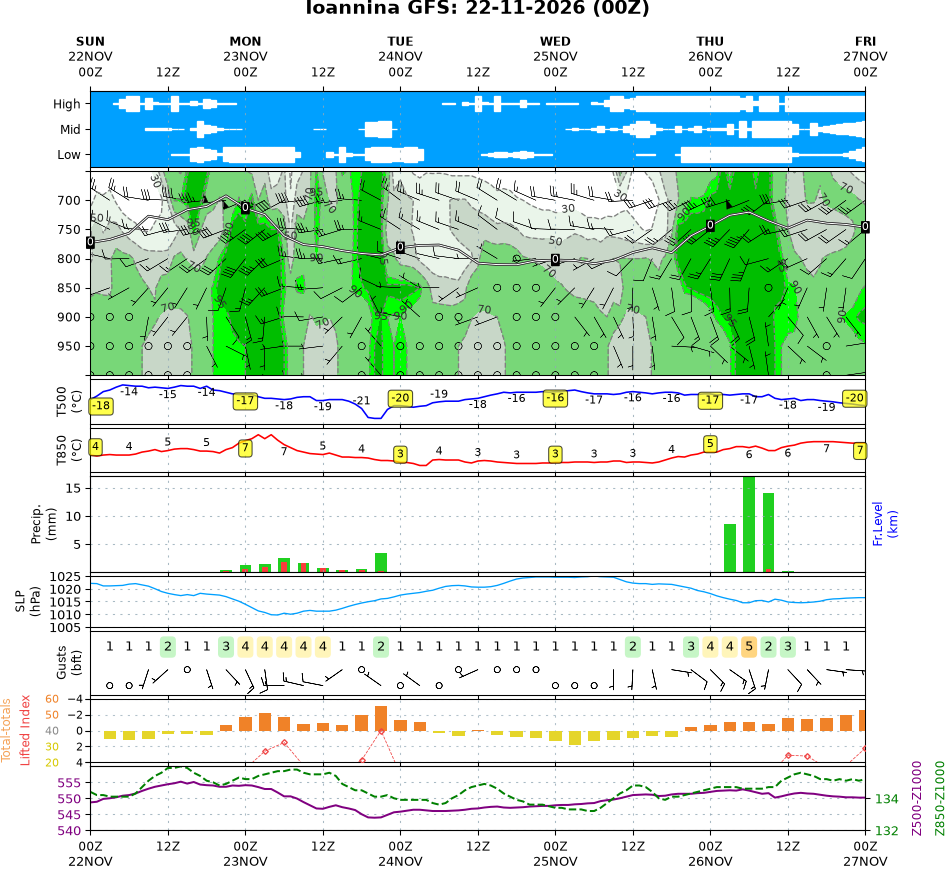 Ioannina GFS: 22-11-2026 (00Z)
SUN MON TUE WED THU FRI
22NOV 23NOV 24NOV 25NOV 26NOV 27NOV
00Z 12Z 00Z 12Z 00Z 12Z 00Z 12Z 00Z 12Z 00Z
High
Mid
Low
700
750
800
850
900
950
T500 (°C)
-18 -14 -15 -14 -17 -18 -19 -21 -20 -19 -18 -16 -16 -17 -16 -16 -17 -17 -18 -19 -20
T850 (°C)
4 4 5 5 7 7 5 4 3 4 3 3 3 3 3 4 5 6 6 7 7
Precip. (mm)
15
10
5
Fr.Level (km)
SLP (hPa)
1025
1020
1015
1010
1005
Gusts (bft)
1 1 1 2 1 1 3 4 4 4 4 4 1 1 2 1 1 1 1 1 1 1 1 1 1 1 1 2 1 1 3 4 4 5 2 3 1 1 1
Total-totals
Lifted Index
60 −4
50 −2
40 0
30 2
20 4
555
550
545
540
134
132
Z500-Z1000
Z850-Z1000
00Z 12Z 00Z 12Z 00Z 12Z 00Z 12Z 00Z 12Z 00Z
22NOV 23NOV 24NOV 25NOV 26NOV 27NOV